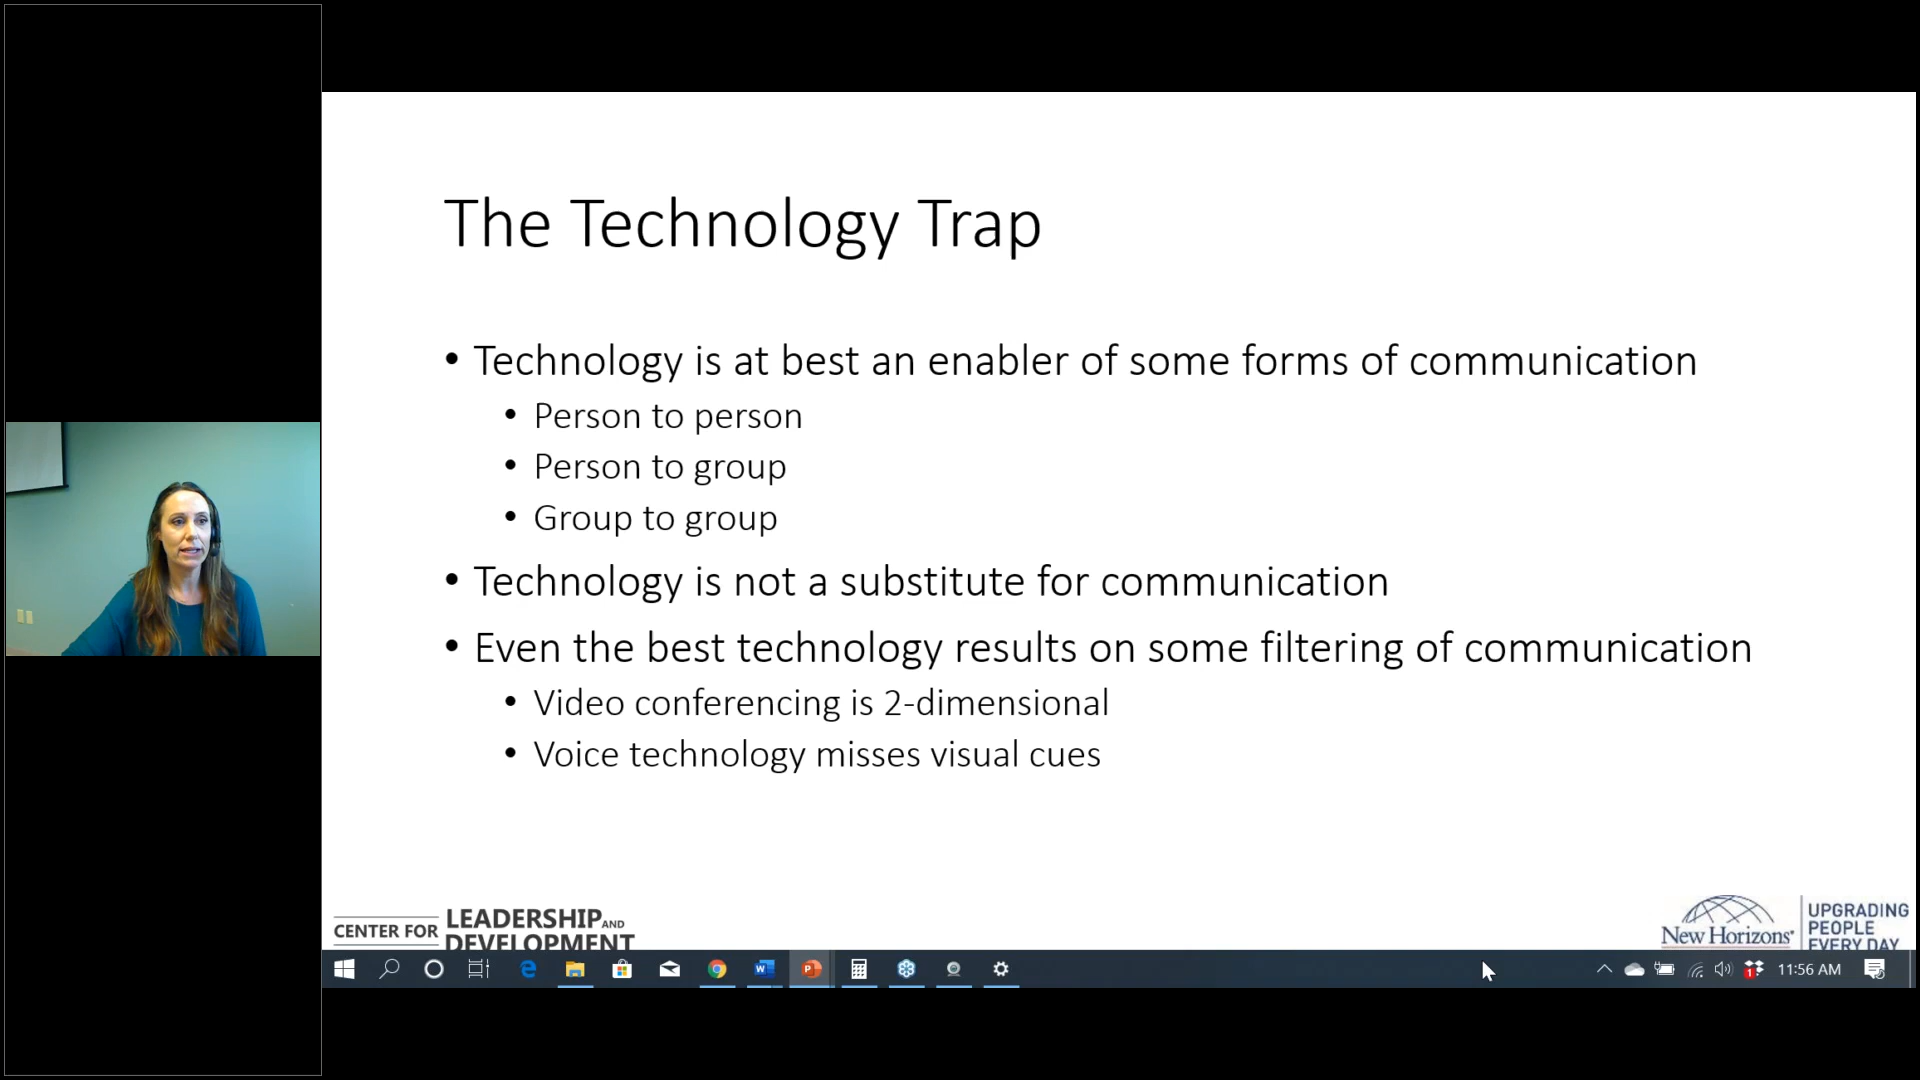 The Technology Trap
• Technology is at best an enabler of some forms of communication
• Person to person
• Person to group
• Group to group
• Technology is not a substitute for communication
• Even the best technology results on some filtering of communication
• Video conferencing is 2-dimensional
• Voice technology misses visual cues
CENTER FOR LEADERSHIP AND
DEVELOPMENT
New Horizons®
UPGRADING
PEOPLE
EVERY DAY
11:56 AM